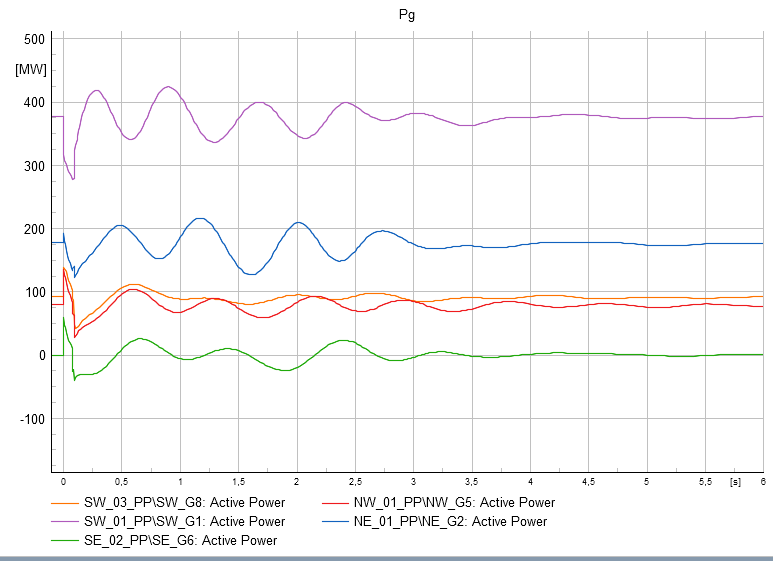 Pg
500
[MW]
400
300
200
100
0
-100
0 0,5 1 1,5 2 2,5 3 3,5 4 4,5 5 5,5 [s] 6
SW_03_PP\SW_G8: Active Power NW_01_PP\NW_G5: Active Power
SW_01_PP\SW_G1: Active Power NE_01_PP\NE_G2: Active Power
SE_02_PP\SE_G6: Active Power